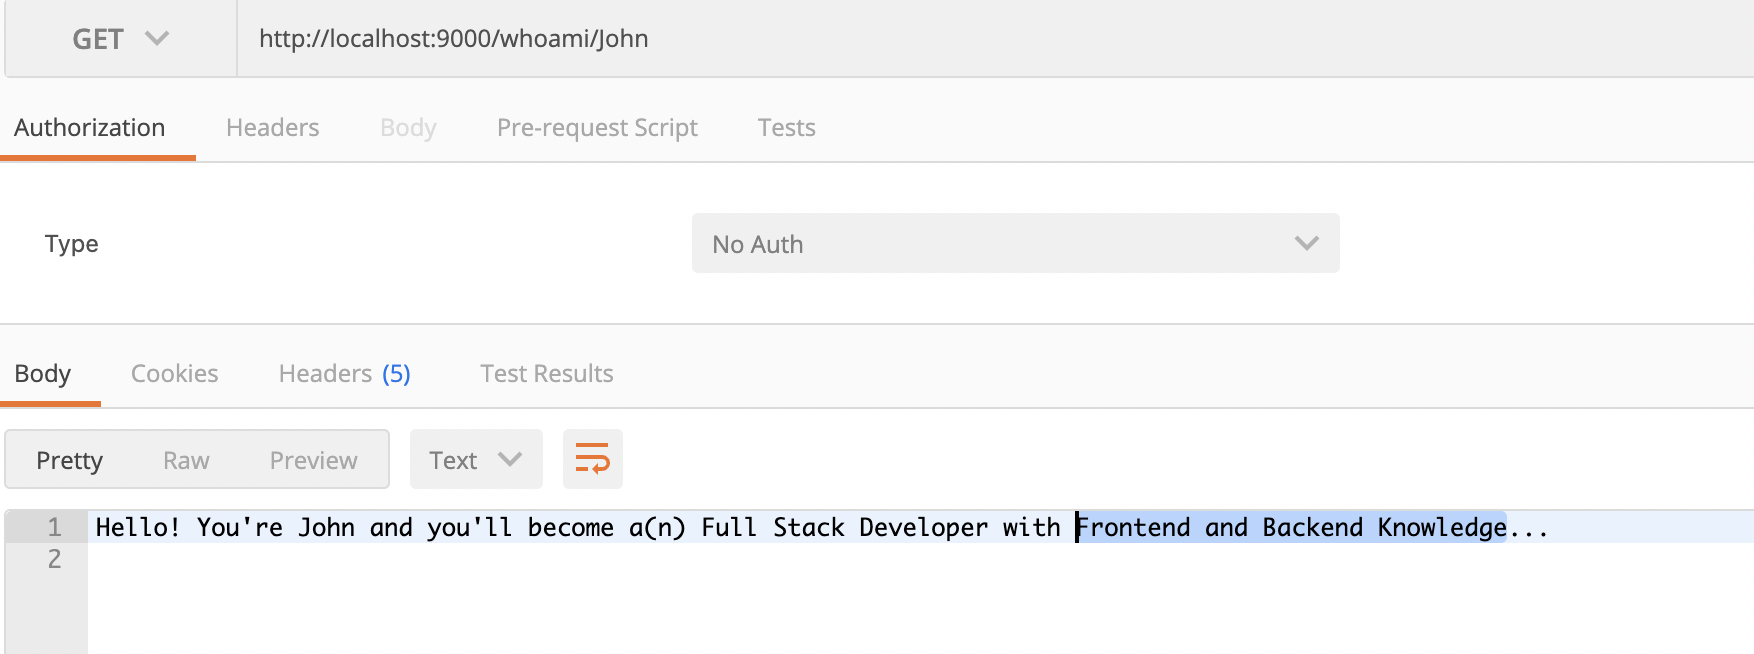 GET http://localhost:9000/whoami/John
Authorization Headers Body Pre-request Script Tests
Type No Auth
Body Cookies Headers (5) Test Results
Pretty Raw Preview Text
1 Hello! You're John and you'll become a(n) Full Stack Developer with Frontend and Backend Knowledge...
2